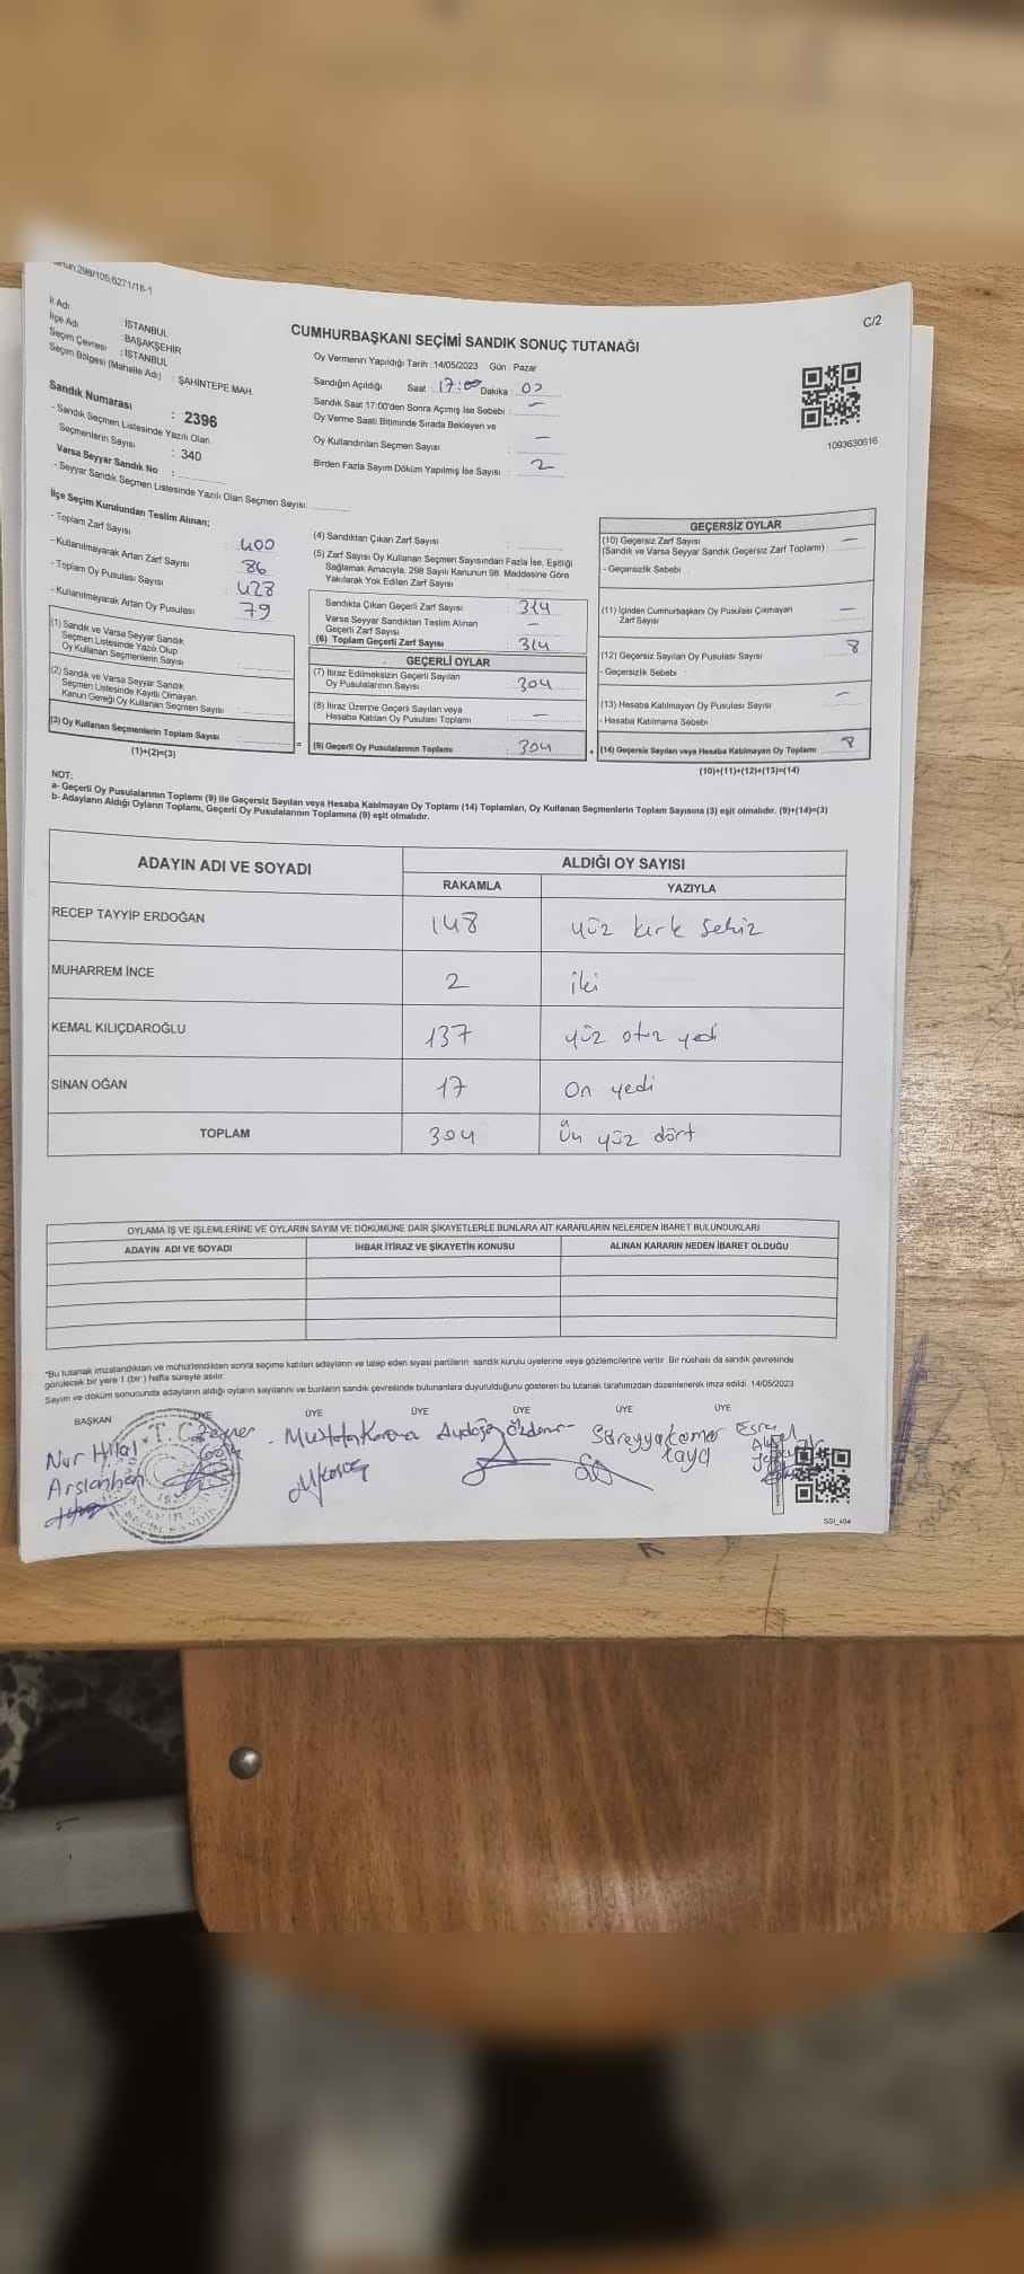 298/105,6271/16-1
C/2
İl Adı : İSTANBUL
İlçe Adı : BAŞAKŞEHİR
Seçim Çevresi : İSTANBUL
Seçim Bölgesi (Mahalle Adı) : ŞAHİNTEPE MAH.
CUMHURBAŞKANI SEÇİMİ SANDIK SONUÇ TUTANAĞI
Oy Vermenin Yapıldığı Tarih :14/05/2023 Gün : Pazar
Sandığın Açıldığı Saat : 17:00 Dakika : 00
Sandık Saat 17:00'den Sonra Açılmış İse Sebebi : —
Oy Verme Saati Bitiminde Sırada Bekleyen ve
Oy Kullandırılan Seçmen Sayısı : —
Birden Fazla Sayım Döküm Yapılmış İse Sayısı : 2
1093630616
Sandık Numarası : 2396
- Sandık Seçmen Listesinde Yazılı Olan
Seçmenlerin Sayısı : 340
Varsa Seyyar Sandık No :
- Seyyar Sandık Seçmen Listesinde Yazılı Olan Seçmen Sayısı:
İlçe Seçim Kurulundan Teslim Alınan;
- Toplam Zarf Sayısı : 400
- Kullanılmayarak Artan Zarf Sayısı 86
- Toplam Oy Pusulası Sayısı 428
- Kullanılmayarak Artan Oy Pusulası 79
(1) Sandık ve Varsa Seyyar Sandık
Seçmen Listesinde Yazılı Olup
Oy Kullanan Seçmenlerin Sayısı
(2) Sandık ve Varsa Seyyar Sandık
Seçmen Listesinde Kayıtlı Olmayan
Kanun Gereği Oy Kullanan Seçmen Sayısı
(3) Oy Kullanan Seçmenlerin Toplam Sayısı
(1)+(2)=(3)
(4) Sandıktan Çıkan Zarf Sayısı
(5) Zarf Sayısı Oy Kullanan Seçmen Sayısından Fazla İse, Eşitliği
Sağlamak Amacıyla, 298 Sayılı Kanunun 98. Maddesine Göre
Yakılarak Yok Edilen Zarf Sayısı
Sandıkta Çıkan Geçerli Zarf Sayısı 314
Varsa Seyyar Sandıktan Teslim Alınan
Geçerli Zarf Sayısı —
(6) Toplam Geçerli Zarf Sayısı 314
GEÇERLİ OYLAR
(7) İtiraz Edilmeksizin Geçerli Sayılan
Oy Pusulalarının Sayısı : 304
(8) İtiraz Üzerine Geçerli Sayılan veya
Hesaba Katılan Oy Pusulası Toplamı : —
= (9) Geçerli Oy Pusulalarının Toplamı : 304
GEÇERSİZ OYLAR
(10) Geçersiz Zarf Sayısı —
(Sandık ve Varsa Seyyar Sandık Geçersiz Zarf Toplamı)
- Geçersizlik Sebebi
(11) İçinden Cumhurbaşkanı Oy Pusulası Çıkmayan
Zarf Sayısı —
(12) Geçersiz Sayılan Oy Pusulası Sayısı 8
- Geçersizlik Sebebi
(13) Hesaba Katılmayan Oy Pusulası Sayısı —
- Hesaba Katılmama Sebebi
+ (14) Geçersiz Sayılan veya Hesaba Katılmayan Oy Toplamı 8
(10)+(11)+(12)+(13)=(14)
NOT:
a- Geçerli Oy Pusulalarının Toplamı (9) ile Geçersiz Sayılan veya Hesaba Katılmayan Oy Toplamı (14) Toplamları, Oy Kullanan Seçmenlerin Toplam Sayısına (3) eşit olmalıdır. (9)+(14)=(3)
b- Adayların Aldığı Oyların Toplamı, Geçerli Oy Pusulalarının Toplamına (9) eşit olmalıdır.
ADAYIN ADI VE SOYADI ALDIĞI OY SAYISI
RAKAMLA YAZIYLA
RECEP TAYYİP ERDOĞAN 148 yüz kırk sekiz
MUHARREM İNCE 2 iki
KEMAL KILIÇDAROĞLU 137 yüz otuz yedi
SİNAN OĞAN 17 On yedi
TOPLAM 304 Üç yüz dört
OYLAMA İŞ VE İŞLEMLERİNE VE OYLARIN SAYIM VE DÖKÜMÜNE DAİR ŞİKAYETLERLE BUNLARA AİT KARARLARIN NELERDEN İBARET BULUNDUKLARI
ADAYIN ADI VE SOYADI İHBAR İTİRAZ VE ŞİKAYETİN KONUSU ALINAN KARARIN NEDEN İBARET OLDUĞU
*Bu tutanak imzalandıktan ve mühürlendikten sonra seçime katılan adayların ve talep eden siyasi partilerin sandık kurulu üyelerine veya gözlemcilerine verilir. Bir nüshası da sandık çevresinde
görülecek bir yere 1 (bir) hafta süreyle asılır.
Sayım ve döküm sonucunda adayların aldığı oyların sayılarını ve bunların sandık çevresinde bulunanlara duyurulduğunu gösteren bu tutanak tarafımızdan düzenlenerek imza edildi. 14/05/2023
BAŞKAN ÜYE ÜYE ÜYE ÜYE ÜYE ÜYE
Nur Hilal Arslanhan
T.C.
Mustafa Karaca
Aydoğan Özdemir
Süreyya Kemer Kaya
Esra
SSI_404